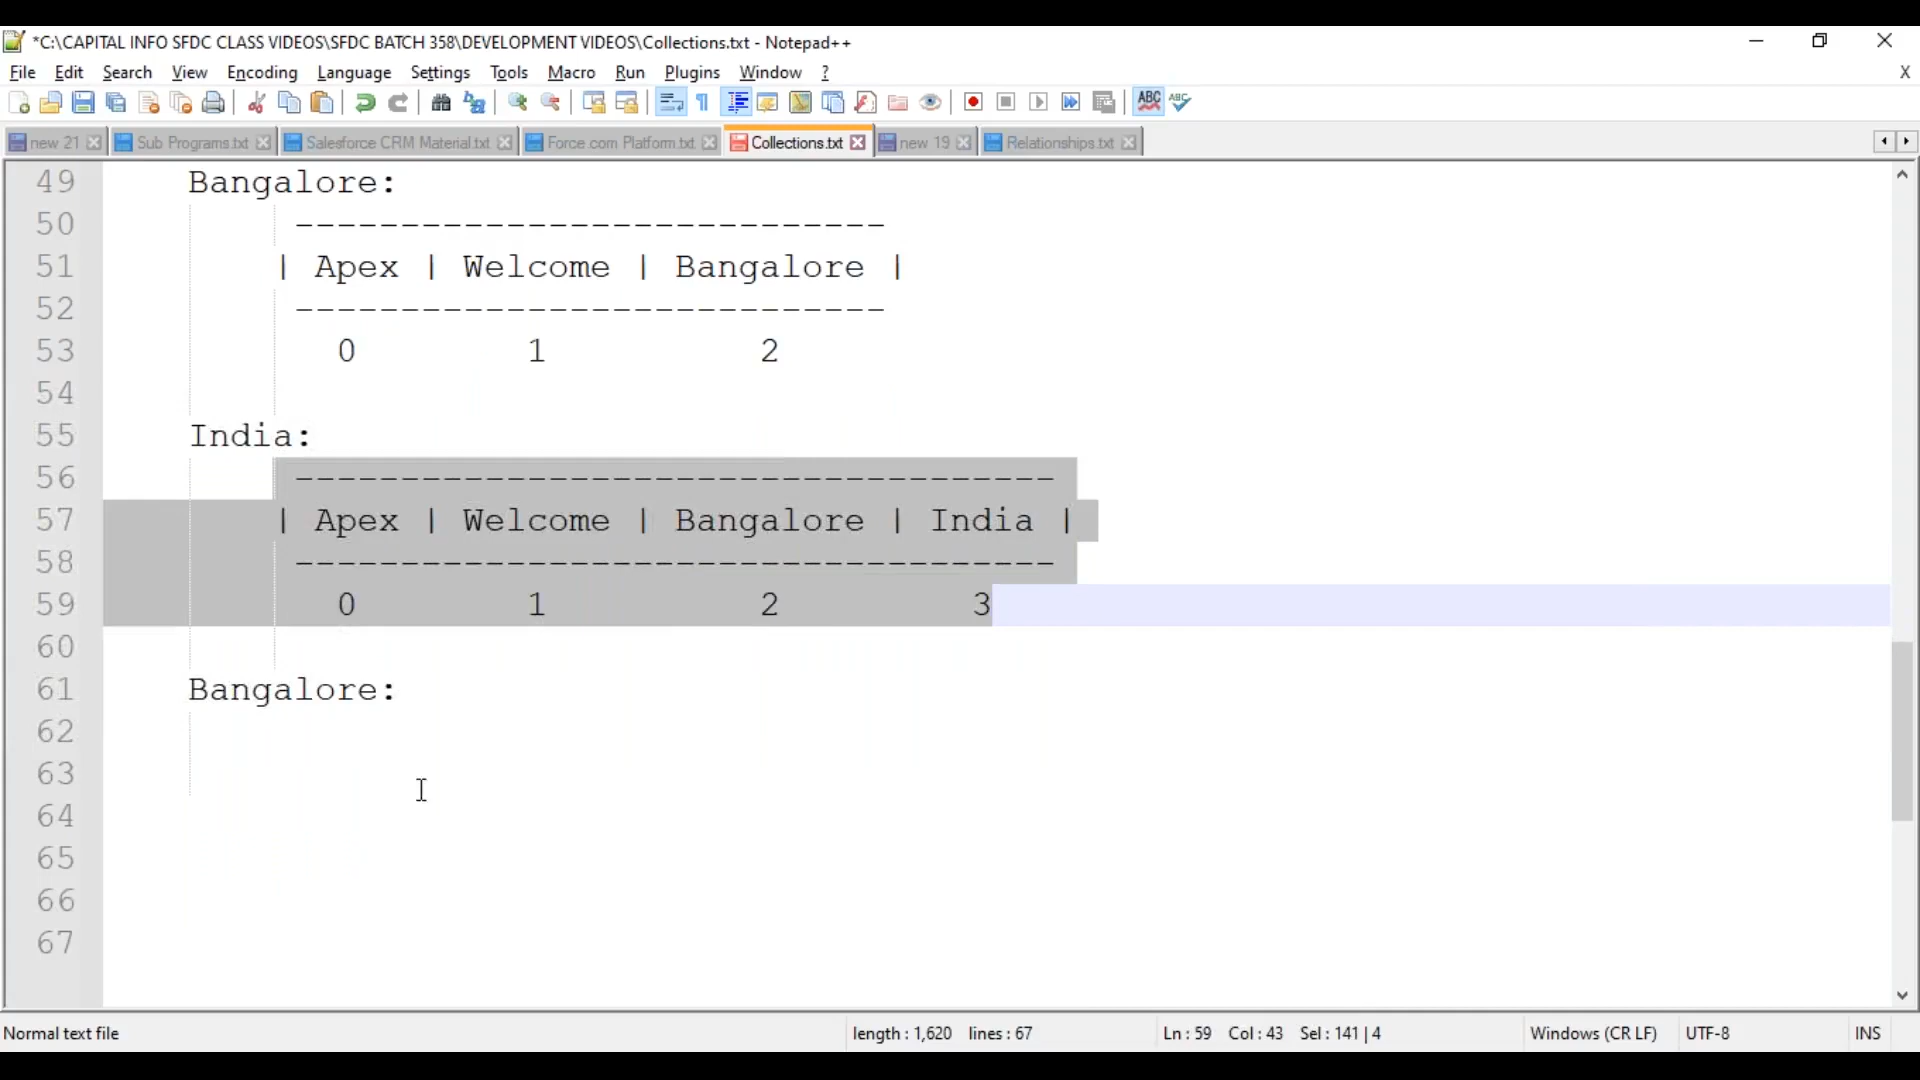 *C:\CAPITAL INFO SFDC CLASS VIDEOS\SFDC BATCH 358\DEVELOPMENT VIDEOS\Collections.txt - Notepad++
File Edit Search View Encoding Language Settings Tools Macro Run Plugins Window ? X
new 21 Sub Programs.txt Salesforce CRM Material.txt Force.com Platform.txt Collections.txt new 19 Relationships.txt
49 Bangalore:
50 ----------------------------
51 | Apex | Welcome | Bangalore |
52 ----------------------------
53 0 1 2
54
55 India:
56 ------------------------------------
57 | Apex | Welcome | Bangalore | India |
58 ------------------------------------
59 0 1 2 3
60
61 Bangalore:
62
63
64
65
66
67
Normal text file length : 1,620 lines : 67 Ln : 59 Col : 43 Sel : 141 | 4 Windows (CR LF) UTF-8 INS